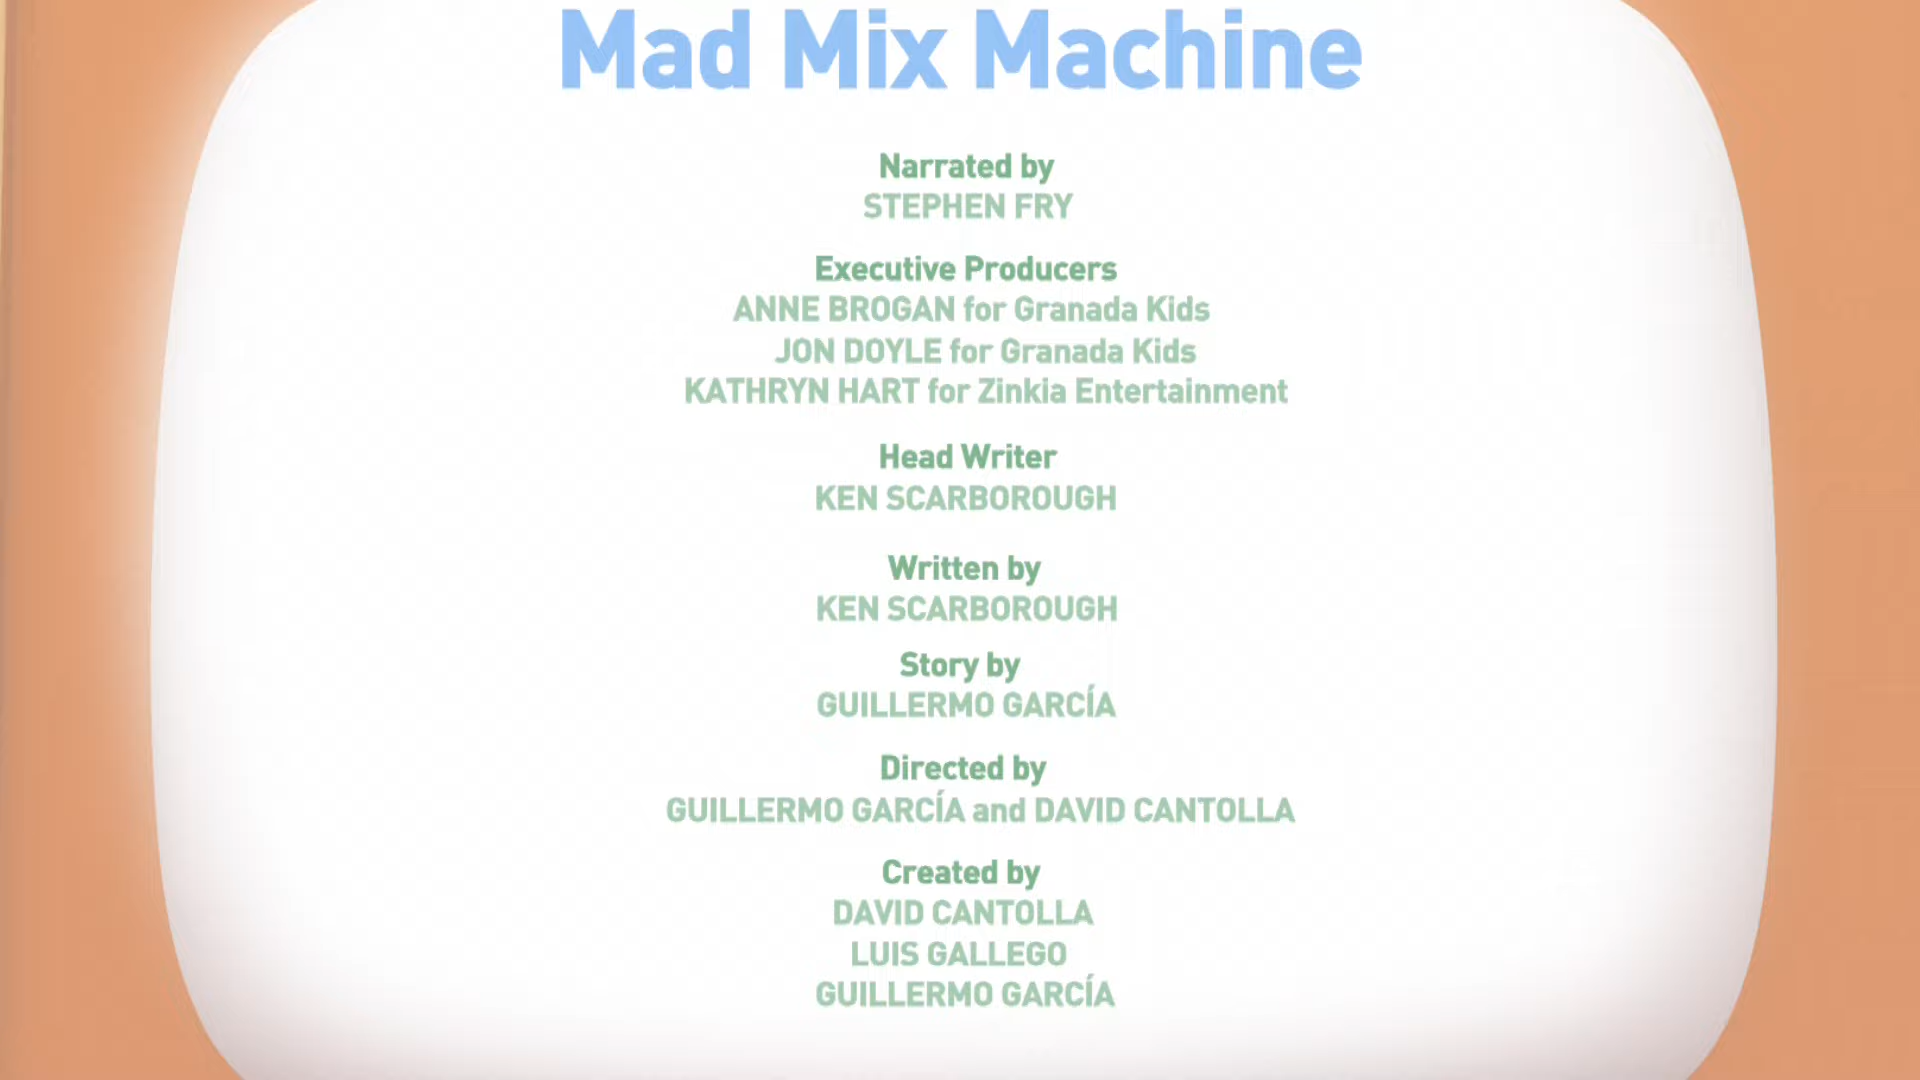 Mad Mix Machine
Narrated by
STEPHEN FRY
Executive Producers
ANNE BROGAN for Granada Kids
JON DOYLE for Granada Kids
KATHRYN HART for Zinkia Entertainment
Head Writer
KEN SCARBOROUGH
Written by
KEN SCARBOROUGH
Story by
GUILLERMO GARCÍA
Directed by
GUILLERMO GARCÍA and DAVID CANTOLLA
Created by
DAVID CANTOLLA
LUIS GALLEGO
GUILLERMO GARCÍA